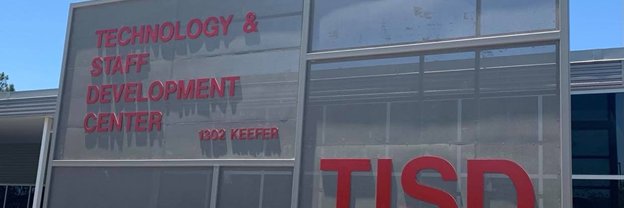 TECHNOLOGY &
STAFF
DEVELOPMENT
CENTER
1302 KEEFER
TISD